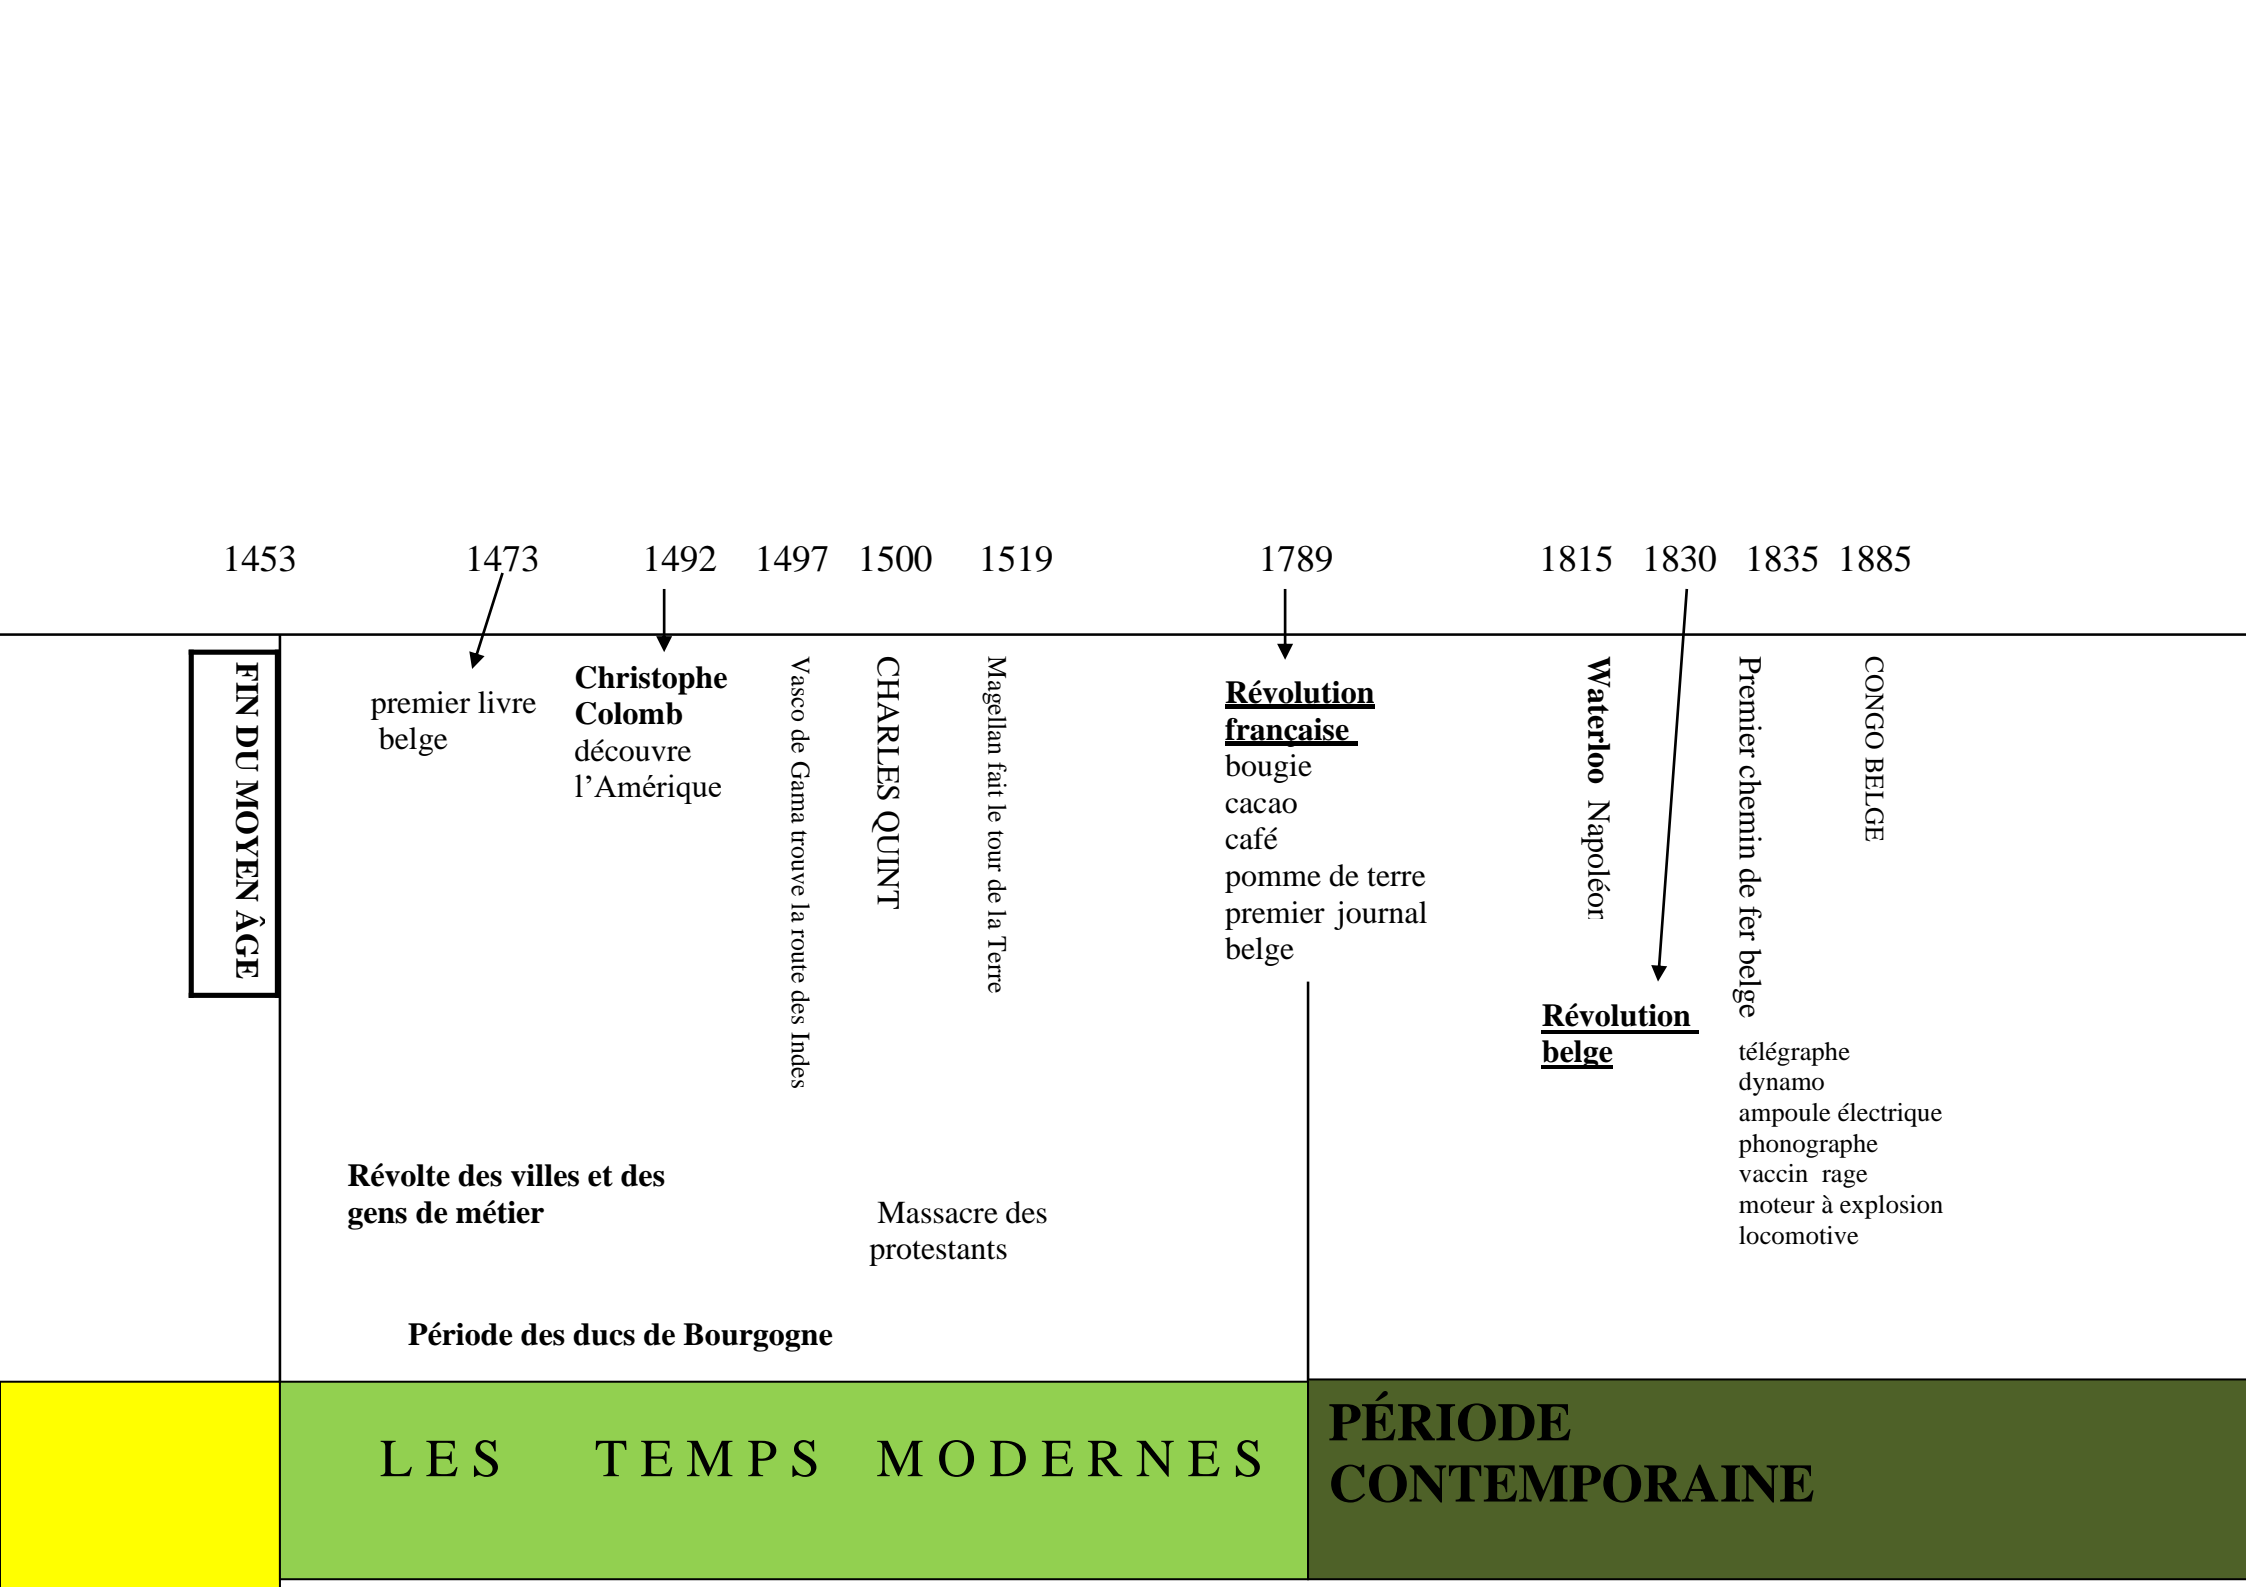 1453 1473 1492 1497 1500 1519 1789 1815 1830 1835 1885
FIN DU MOYEN ÂGE
premier livre
belge
Christophe
Colomb
découvre
l’Amérique
Vasco de Gama trouve la route des Indes
CHARLES QUINT
Magellan fait le tour de la Terre
Révolution
française
bougie
cacao
café
pomme de terre
premier journal
belge
Waterloo Napoléon
Révolution
belge
Premier chemin de fer belge
CONGO BELGE
télégraphe
dynamo
ampoule électrique
phonographe
vaccin rage
moteur à explosion
locomotive
Révolte des villes et des
gens de métier
Massacre des
protestants
Période des ducs de Bourgogne
LES TEMPS MODERNES
PÉRIODE
CONTEMPORAINE